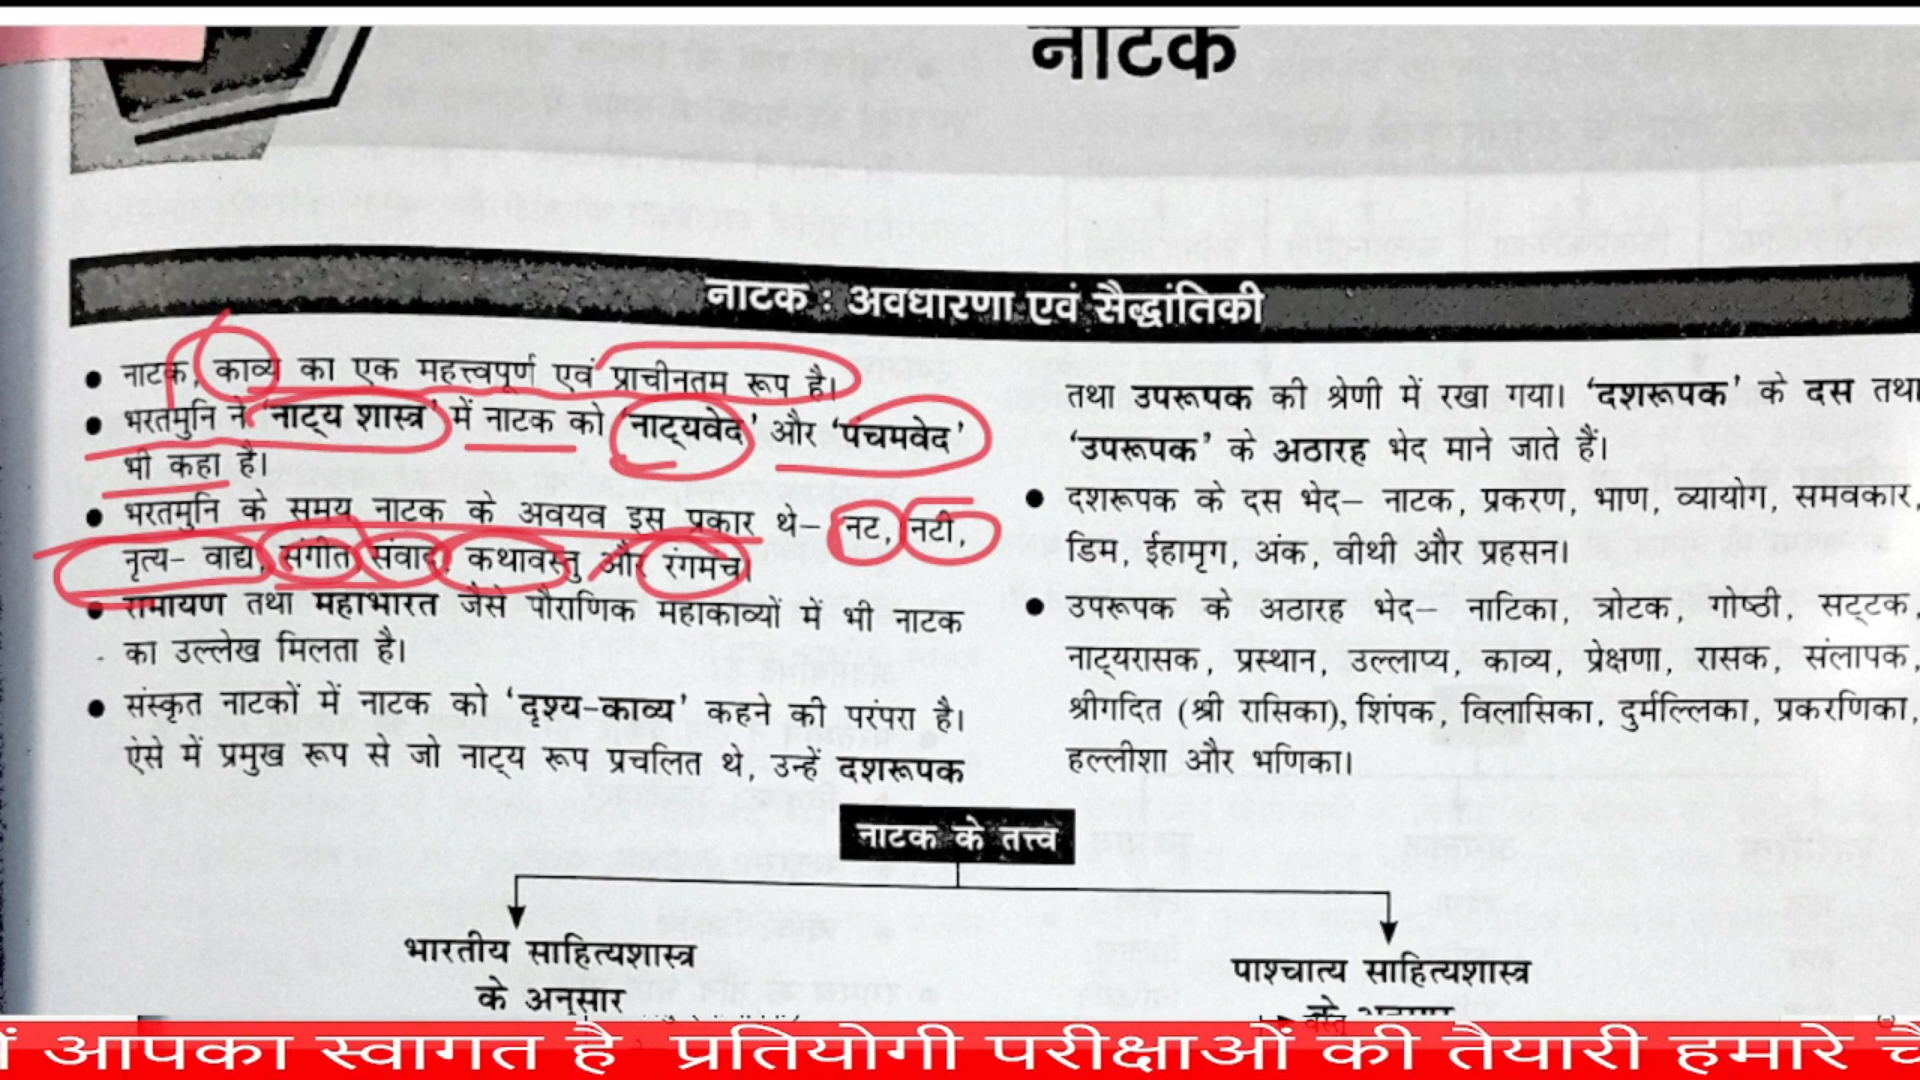 नाटक
नाटक : अवधारणा एवं सैद्धांतिकी
● नाटक, काव्य का एक महत्त्वपूर्ण एवं प्राचीनतम रूप है।
● भरतमुनि ने 'नाट्य शास्त्र' में नाटक को 'नाट्यवेद' और 'पंचमवेद'
भी कहा है।
● भरतमुनि के समय नाटक के अवयव इस प्रकार थे– नट, नटी,
नृत्य- वाद्य, संगीत, संवाद, कथावस्तु और रंगमंच।
● रामायण तथा महाभारत जैसे पौराणिक महाकाव्यों में भी नाटक
का उल्लेख मिलता है।
● संस्कृत नाटकों में नाटक को 'दृश्य-काव्य' कहने की परंपरा है।
ऐसे में प्रमुख रूप से जो नाट्य रूप प्रचलित थे, उन्हें दशरूपक
तथा उपरूपक की श्रेणी में रखा गया। 'दशरूपक' के दस तथा
'उपरूपक' के अठारह भेद माने जाते हैं।
● दशरूपक के दस भेद– नाटक, प्रकरण, भाण, व्यायोग, समवकार,
डिम, ईहामृग, अंक, वीथी और प्रहसन।
● उपरूपक के अठारह भेद– नाटिका, त्रोटक, गोष्ठी, सट्टक,
नाट्यरासक, प्रस्थान, उल्लाप्य, काव्य, प्रेक्षणा, रासक, संलापक,
श्रीगदित (श्री रासिका), शिंपक, विलासिका, दुर्मल्लिका, प्रकरणिका,
हल्लीशा और भणिका।
नाटक के तत्त्व
भारतीय साहित्यशास्त्र
के अनुसार
पाश्चात्य साहित्यशास्त्र
के अनुसार
वस्तु
में आपका स्वागत है प्रतियोगी परीक्षाओं की तैयारी हमारे